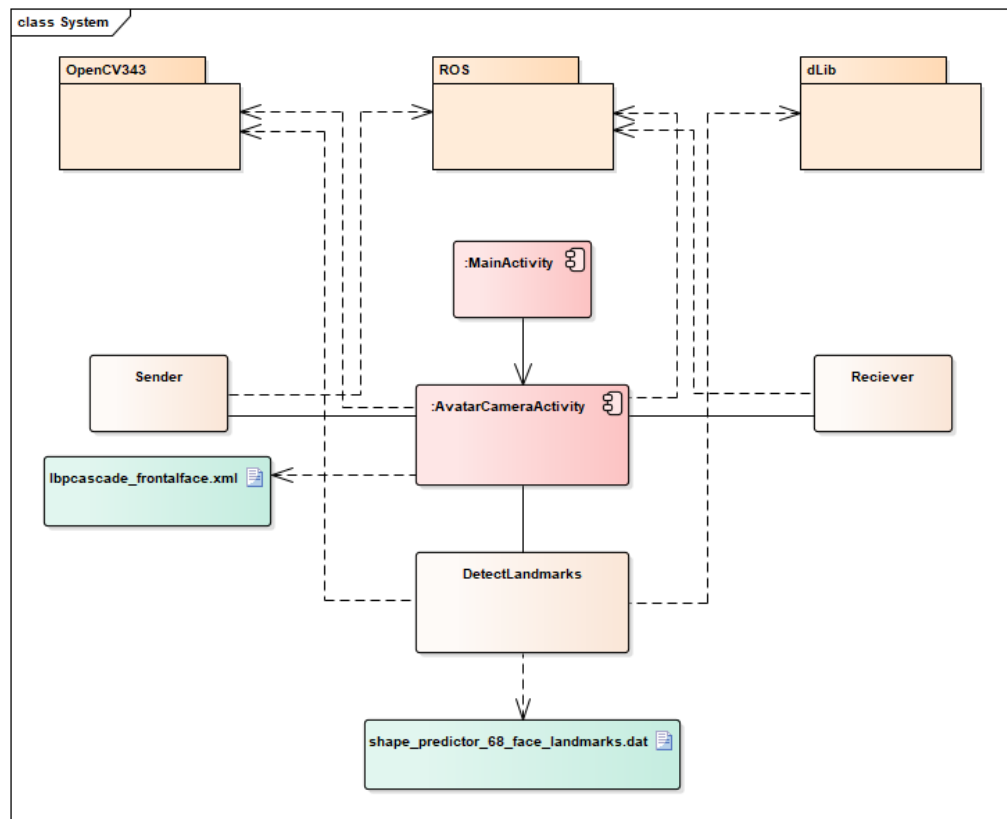 class System
OpenCV343
ROS
dLib
:MainActivity
Sender
:AvatarCameraActivity
Reciever
lbpcascade_frontalface.xml
DetectLandmarks
shape_predictor_68_face_landmarks.dat